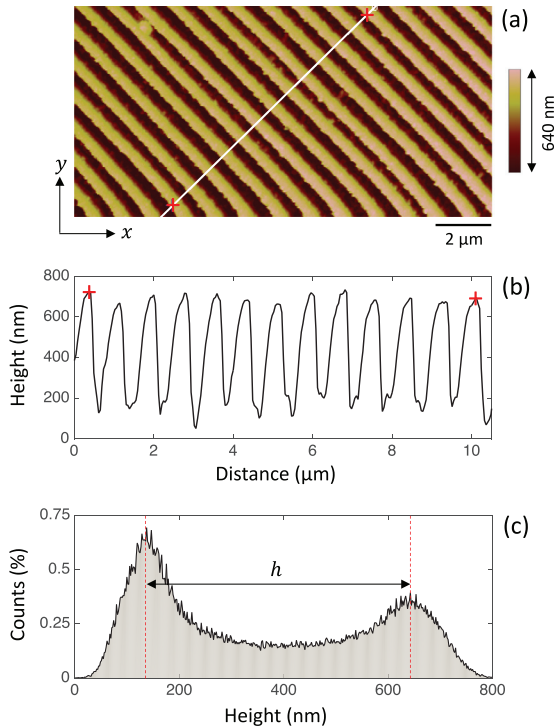 (a)
640 nm
y
x
2 μm
(b)
Height (nm)
800
600
400
200
0
0 2 4 6 8 10
Distance (μm)
(c)
Counts (%)
0.75
0.5
0.25
0
h
0 200 400 600 800
Height (nm)